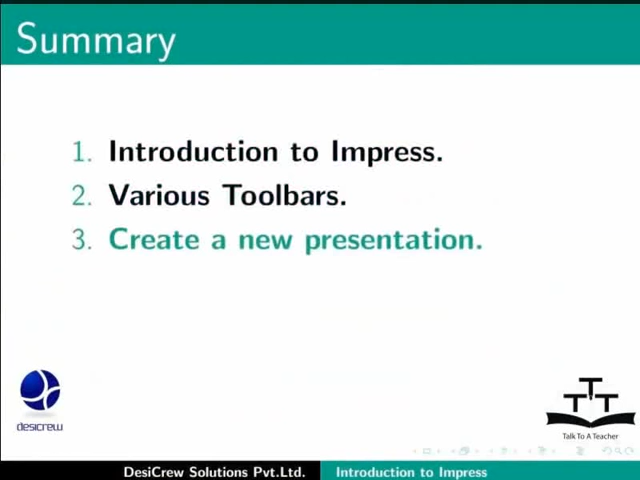 Summary
1. Introduction to Impress.
2. Various Toolbars.
3. Create a new presentation.
desicrew
TTT
Talk To A Teacher
DesiCrew Solutions Pvt.Ltd.
Introduction to Impress